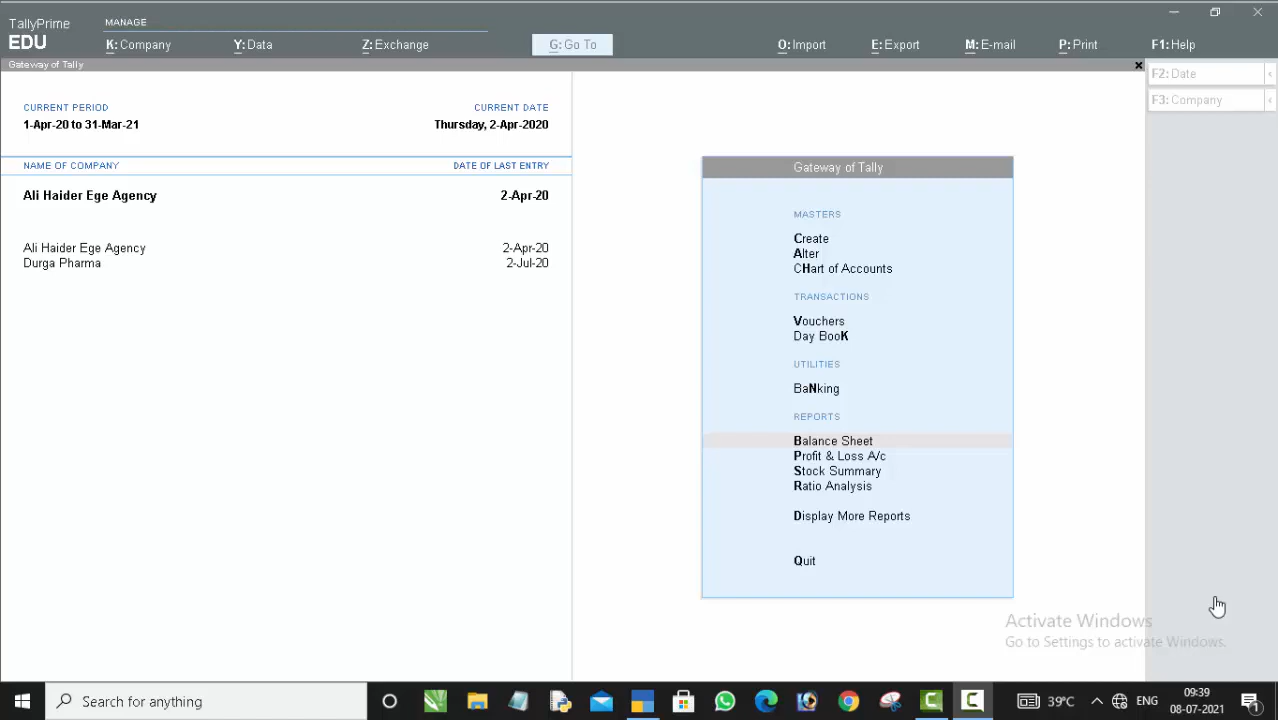 TallyPrime
EDU
MANAGE
K: Company
Y: Data
Z: Exchange
G: Go To
O: Import
E: Export
M: E-mail
P: Print
F1: Help
Gateway of Tally
F2: Date
F3: Company
CURRENT PERIOD
CURRENT DATE
1-Apr-20 to 31-Mar-21
Thursday, 2-Apr-2020
NAME OF COMPANY
DATE OF LAST ENTRY
Ali Haider Ege Agency
2-Apr-20
Ali Haider Ege Agency
2-Apr-20
Durga Pharma
2-Jul-20
Gateway of Tally
MASTERS
Create
Alter
CHart of Accounts
TRANSACTIONS
Vouchers
Day BooK
UTILITIES
BaNking
REPORTS
Balance Sheet
Profit & Loss A/c
Stock Summary
Ratio Analysis
Display More Reports
Quit
Activate Windows
Go to Settings to activate Windows.
Search for anything
39°C
ENG
09:39
08-07-2021
1